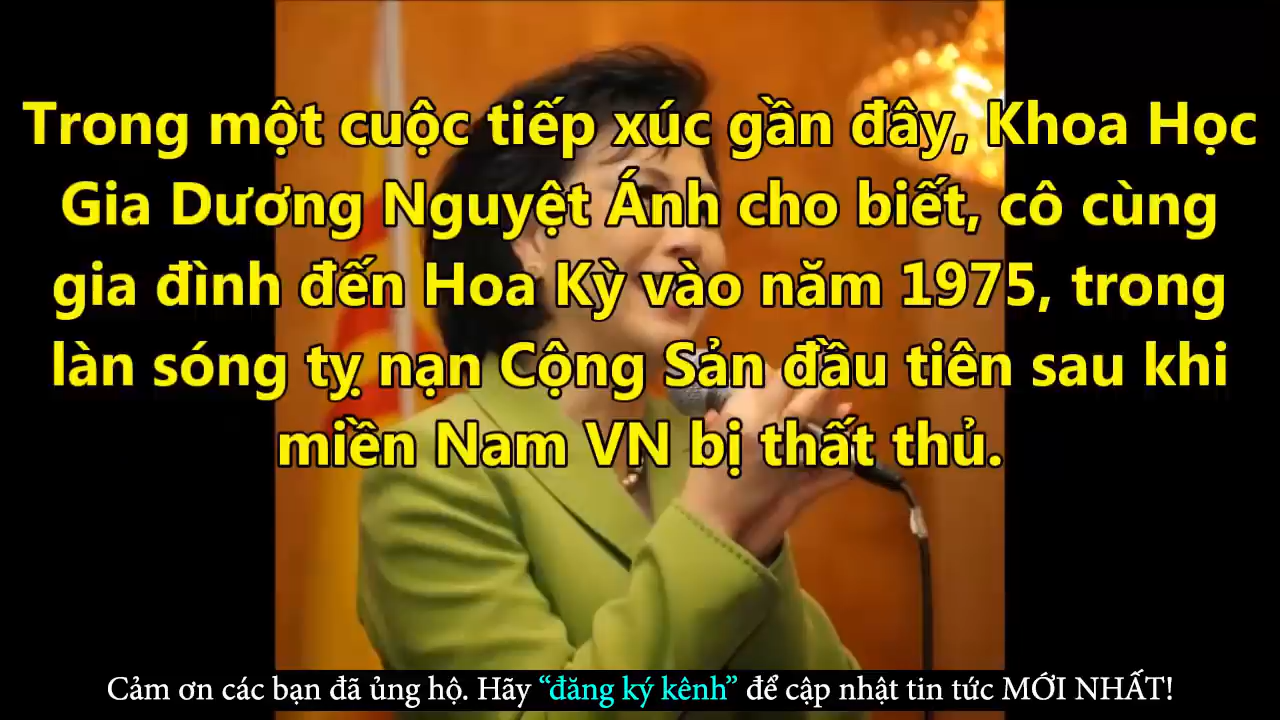 Trong một cuộc tiếp xúc gần đây, Khoa Học
Gia Dương Nguyệt Ánh cho biết, cô cùng
gia đình đến Hoa Kỳ vào năm 1975, trong
làn sóng tỵ nạn Cộng Sản đầu tiên sau khi
miền Nam VN bị thất thủ.
Cảm ơn các bạn đã ủng hộ. Hãy “đăng ký kênh” để cập nhật tin tức MỚI NHẤT!